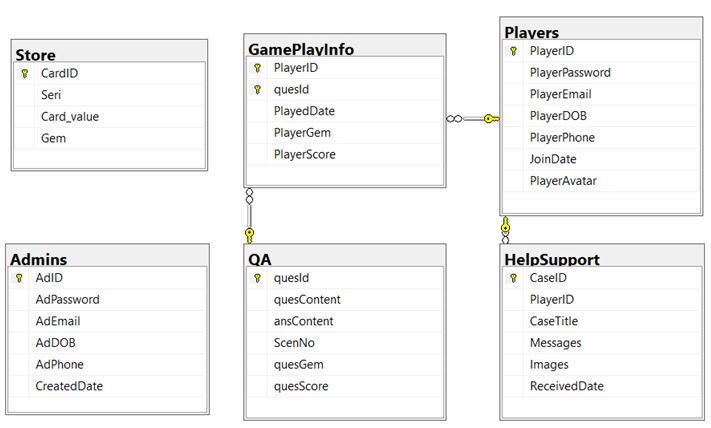 Store
CardID
Seri
Card_value
Gem
GamePlayInfo
PlayerID
quesId
PlayedDate
PlayerGem
PlayerScore
Players
PlayerID
PlayerPassword
PlayerEmail
PlayerDOB
PlayerPhone
JoinDate
PlayerAvatar
Admins
AdID
AdPassword
AdEmail
AdDOB
AdPhone
CreatedDate
QA
quesId
quesContent
ansContent
ScenNo
quesGem
quesScore
HelpSupport
CaseID
PlayerID
CaseTitle
Messages
Images
ReceivedDate